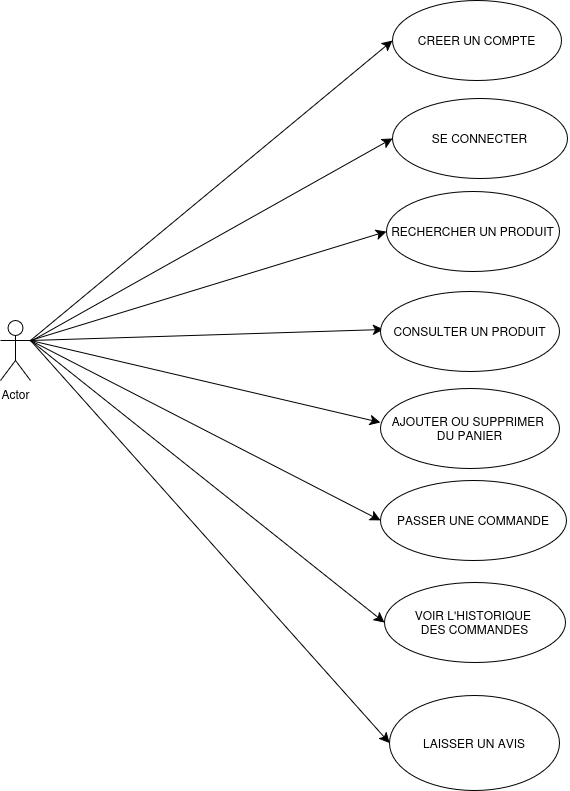 CREER UN COMPTE
SE CONNECTER
RECHERCHER UN PRODUIT
Actor
CONSULTER UN PRODUIT
AJOUTER OU SUPPRIMER
DU PANIER
PASSER UNE COMMANDE
VOIR L'HISTORIQUE
DES COMMANDES
LAISSER UN AVIS